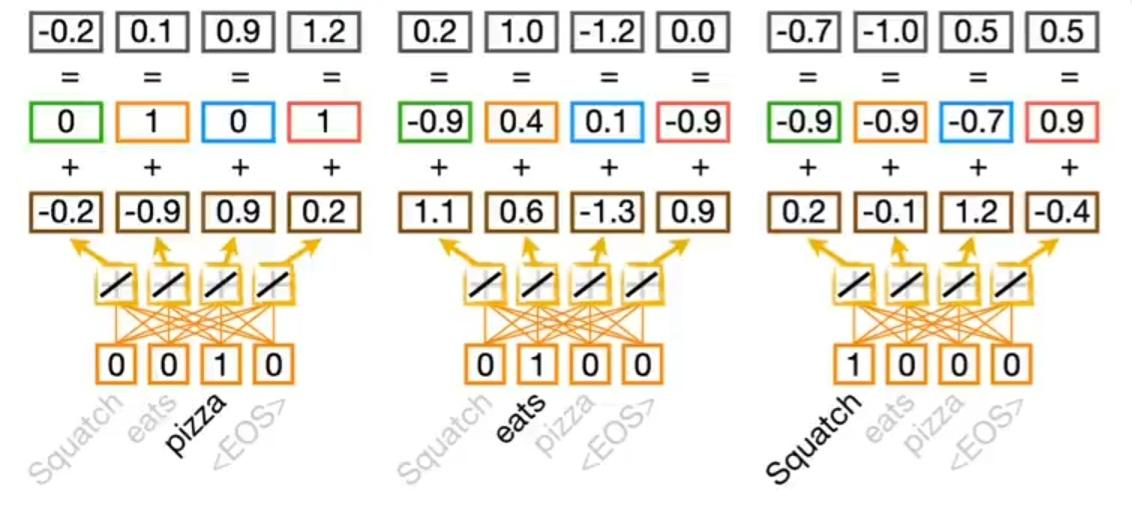 -0.2 0.1 0.9 1.2 0.2 1.0 -1.2 0.0 -0.7 -1.0 0.5 0.5
= = = = = = = = = = = =
0 1 0 1 -0.9 0.4 0.1 -0.9 -0.9 -0.9 -0.7 0.9
+ + + + + + + + + + + +
-0.2 -0.9 0.9 0.2 1.1 0.6 -1.3 0.9 0.2 -0.1 1.2 -0.4
0 0 1 0 0 1 0 0 1 0 0 0
Squatch eats pizza <EOS> Squatch eats pizza <EOS> Squatch eats pizza <EOS>